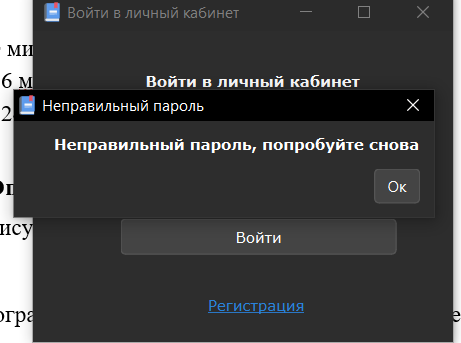 Войти в личный кабинет
Войти в личный кабинет
Неправильный пароль
Неправильный пароль, попробуйте снова
Ок
Войти
Регистрация